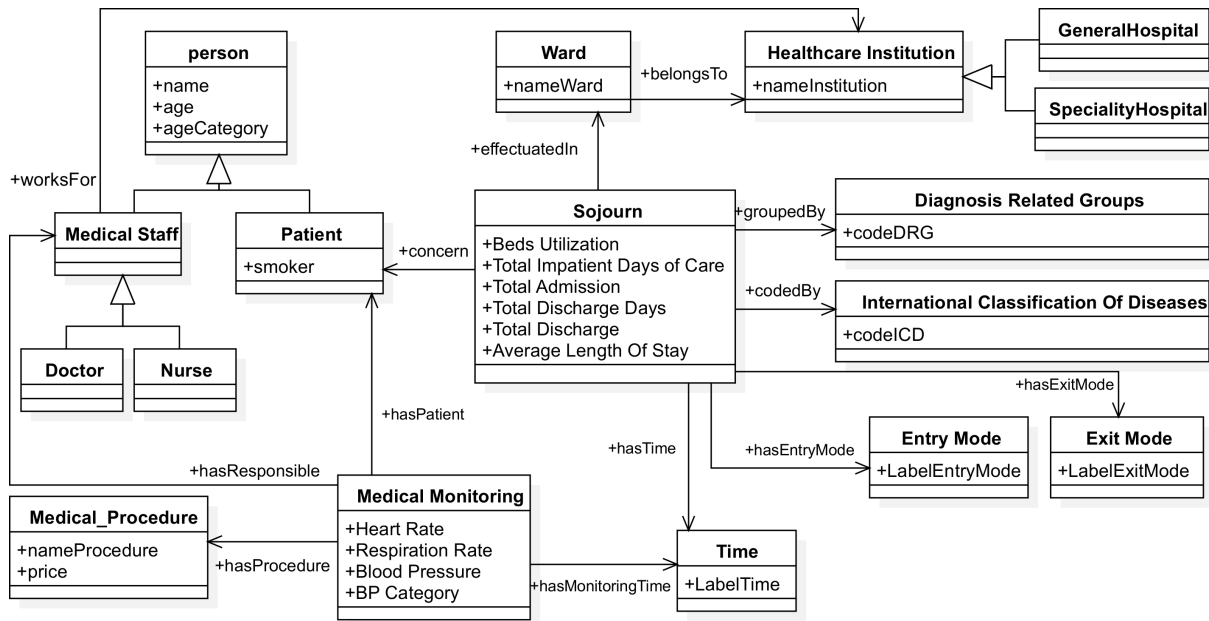 person
+name
+age
+ageCategory
Ward
+nameWard
+belongsTo
Healthcare Institution
+nameInstitution
GeneralHospital
SpecialityHospital
+worksFor
+effectuatedIn
Medical Staff
Patient
+smoker
+concern
Sojourn
+Beds Utilization
+Total Impatient Days of Care
+Total Admission
+Total Discharge Days
+Total Discharge
+Average Length Of Stay
+groupedBy
Diagnosis Related Groups
+codeDRG
+codedBy
International Classification Of Diseases
+codeICD
Doctor
Nurse
+hasPatient
+hasTime
+hasEntryMode
+hasExitMode
Entry Mode
+LabelEntryMode
Exit Mode
+LabelExitMode
+hasResponsible
Medical Monitoring
+Heart Rate
+Respiration Rate
+Blood Pressure
+BP Category
Medical_Procedure
+nameProcedure
+price
+hasProcedure
+hasMonitoringTime
Time
+LabelTime